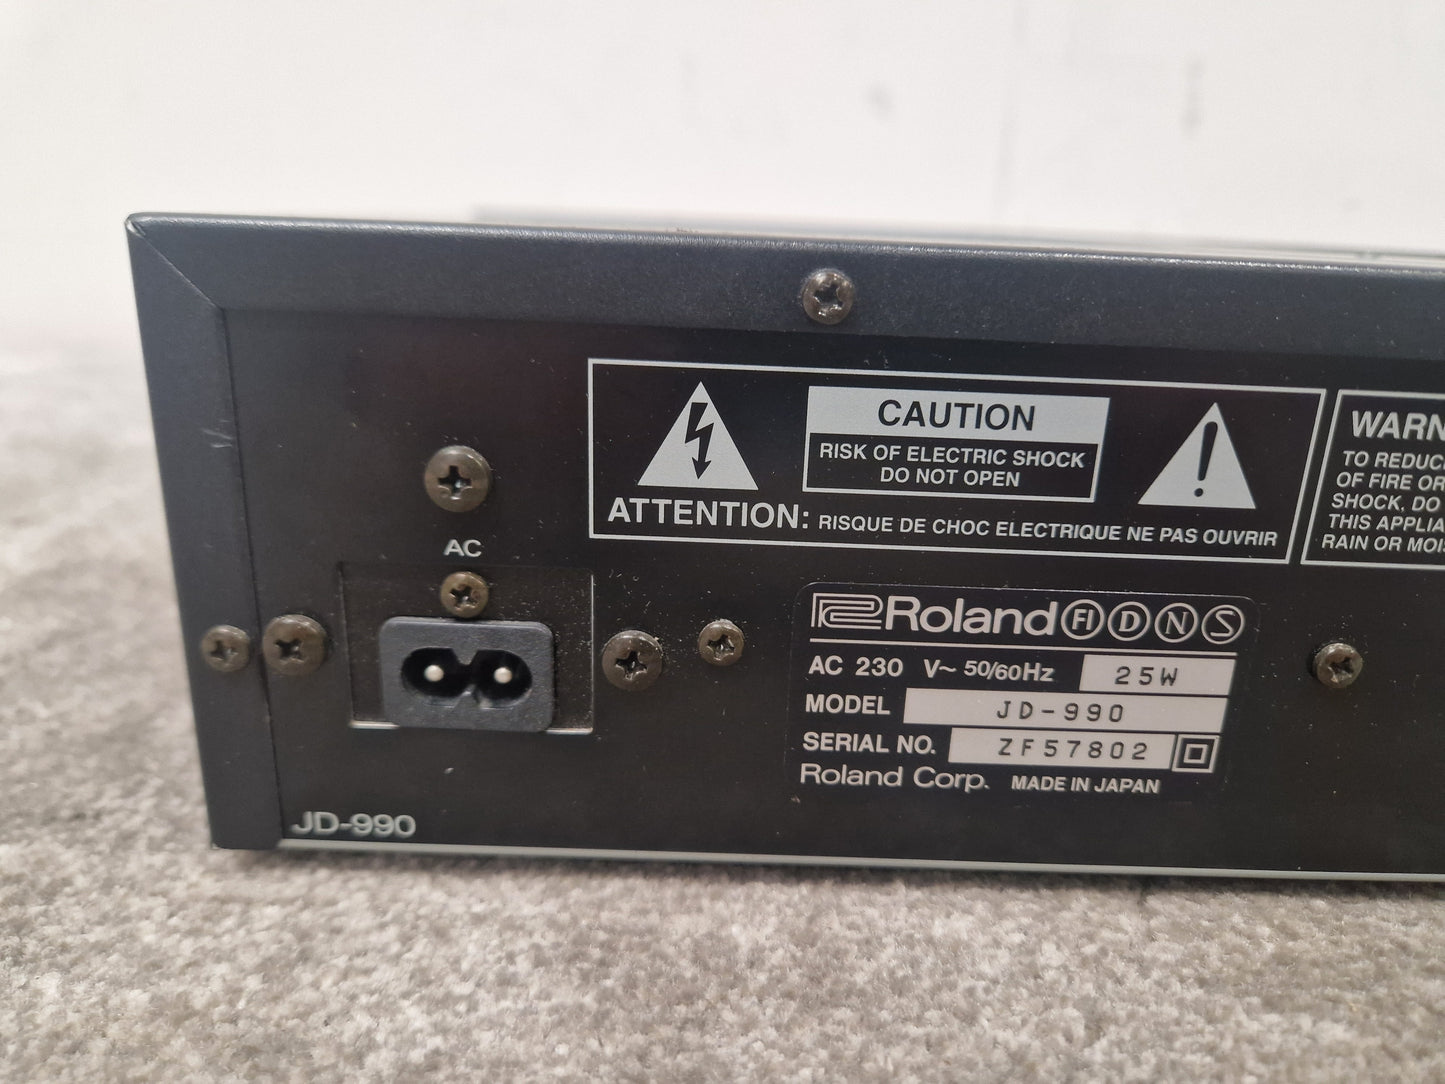 CAUTION
RISK OF ELECTRIC SHOCK
DO NOT OPEN
ATTENTION: RISQUE DE CHOC ELECTRIQUE NE PAS OUVRIR
WARN
TO REDUC
OF FIRE OR
SHOCK, DO
THIS APPLIA
RAIN OR MOI
AC
Roland FI D N S
AC 230 V~ 50/60Hz 25W
MODEL JD-990
SERIAL NO. ZF57802
Roland Corp. MADE IN JAPAN
JD-990